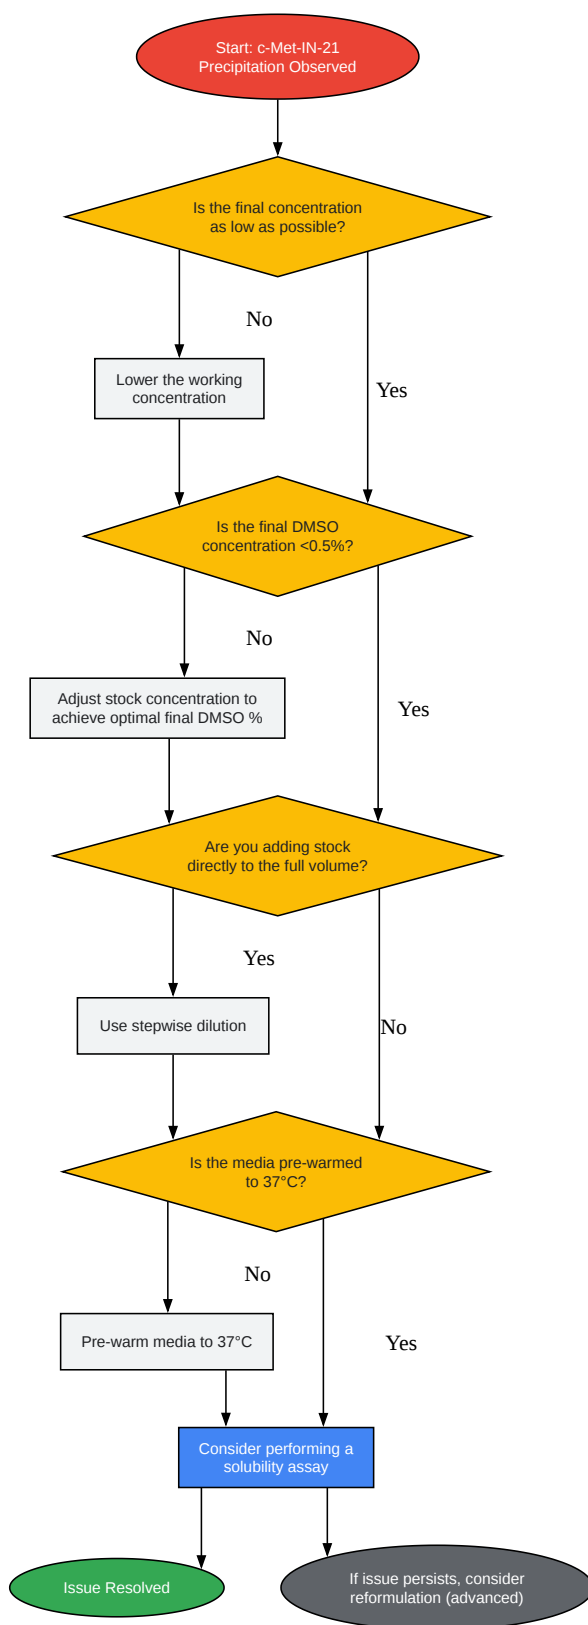 Start: c-Met-IN-21
Precipitation Observed
Is the final concentration
as low as possible?
No
Lower the working
concentration
Yes
Is the final DMSO
concentration <0.5%?
No
Adjust stock concentration to
achieve optimal final DMSO %
Yes
Are you adding stock
directly to the full volume?
Yes
Use stepwise dilution
No
Is the media pre-warmed
to 37°C?
No
Pre-warm media to 37°C
Yes
Consider performing a
solubility assay
Issue Resolved
If issue persists, consider
reformulation (advanced)